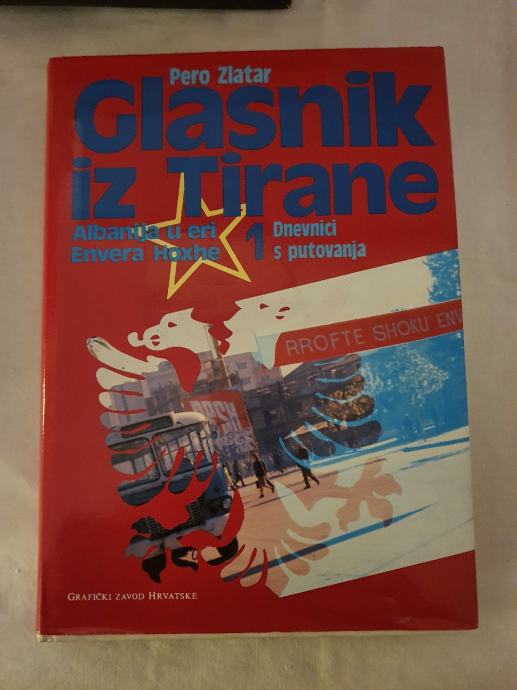 Pero Zlatar
Glasnik
iz Tirane
Albanija u eri
Envera Hoxhe
1
Dnevnici
s putovanja
RROFTE SHOKU ENV
GRAFIČKI ZAVOD HRVATSKE